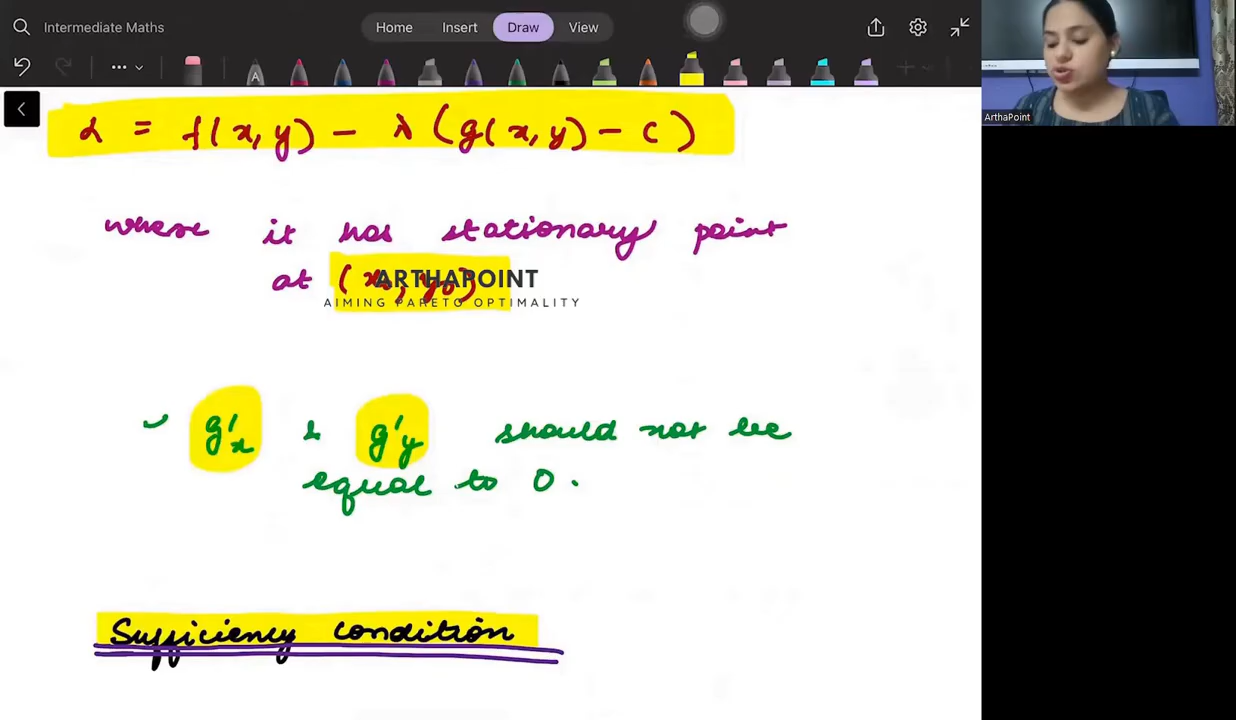 Intermediate Maths
Home Insert Draw View
A
ArthaPoint
ℒ = f(x, y) - λ (g(x, y) - c)
where it has stationary point
at (x₀, y₀)
ARTHAPOINT
AIMING PARETO OPTIMALITY
g'x & g'y should not be
equal to 0.
Sufficiency condition